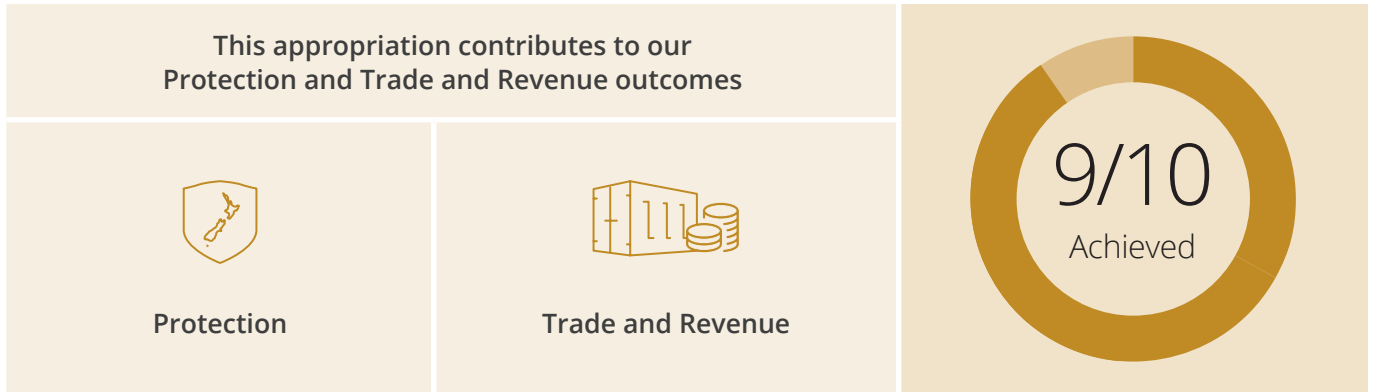 This appropriation contributes to our
Protection and Trade and Revenue outcomes
Protection
Trade and Revenue
9/10
Achieved